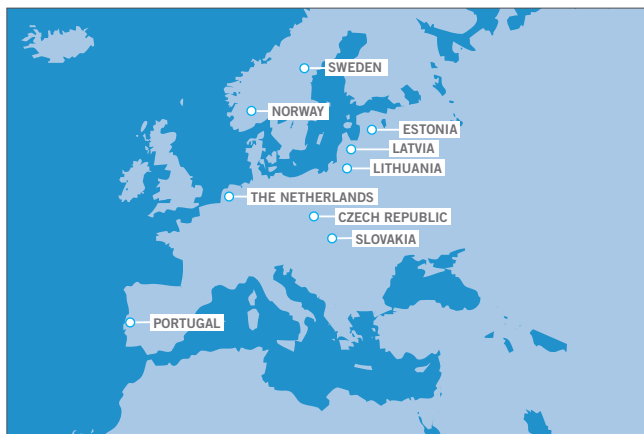 SWEDEN
NORWAY
ESTONIA
LATVIA
LITHUANIA
THE NETHERLANDS
CZECH REPUBLIC
SLOVAKIA
PORTUGAL